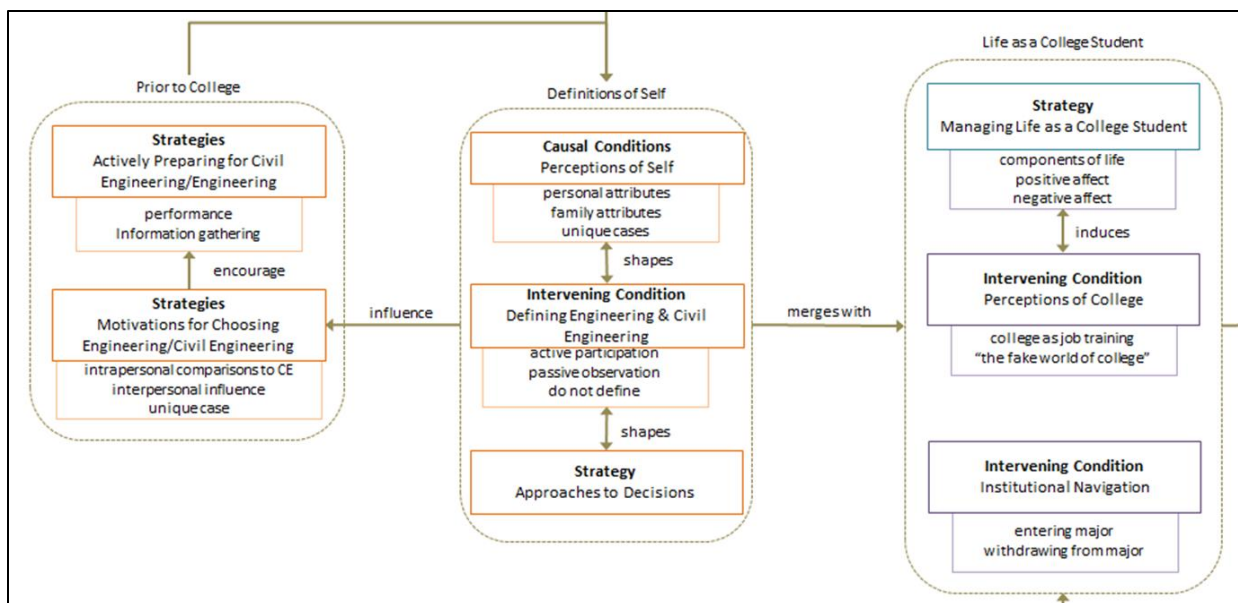 Prior to College
Strategies
Actively Preparing for Civil
Engineering/Engineering
performance
Information gathering
encourage
Strategies
Motivations for Choosing
Engineering/Civil Engineering
intrapersonal comparisons to CE
interpersonal influence
unique case
influence
Definitions of Self
Causal Conditions
Perceptions of Self
personal attributes
family attributes
unique cases
shapes
Intervening Condition
Defining Engineering & Civil
Engineering
active participation
passive observation
do not define
shapes
Strategy
Approaches to Decisions
merges with
Life as a College Student
Strategy
Managing Life as a College Student
components of life
positive affect
negative affect
induces
Intervening Condition
Perceptions of College
college as job training
“the fake world of college”
Intervening Condition
Institutional Navigation
entering major
withdrawing from major